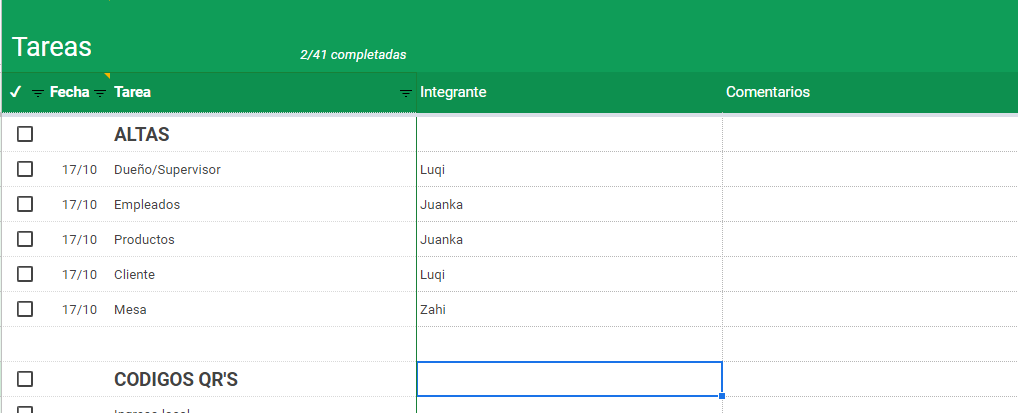 Tareas
2/41 completadas
✓ Fecha Tarea Integrante Comentarios
ALTAS
17/10 Dueño/Supervisor Luqi
17/10 Empleados Juanka
17/10 Productos Juanka
17/10 Cliente Luqi
17/10 Mesa Zahi
CODIGOS QR'S